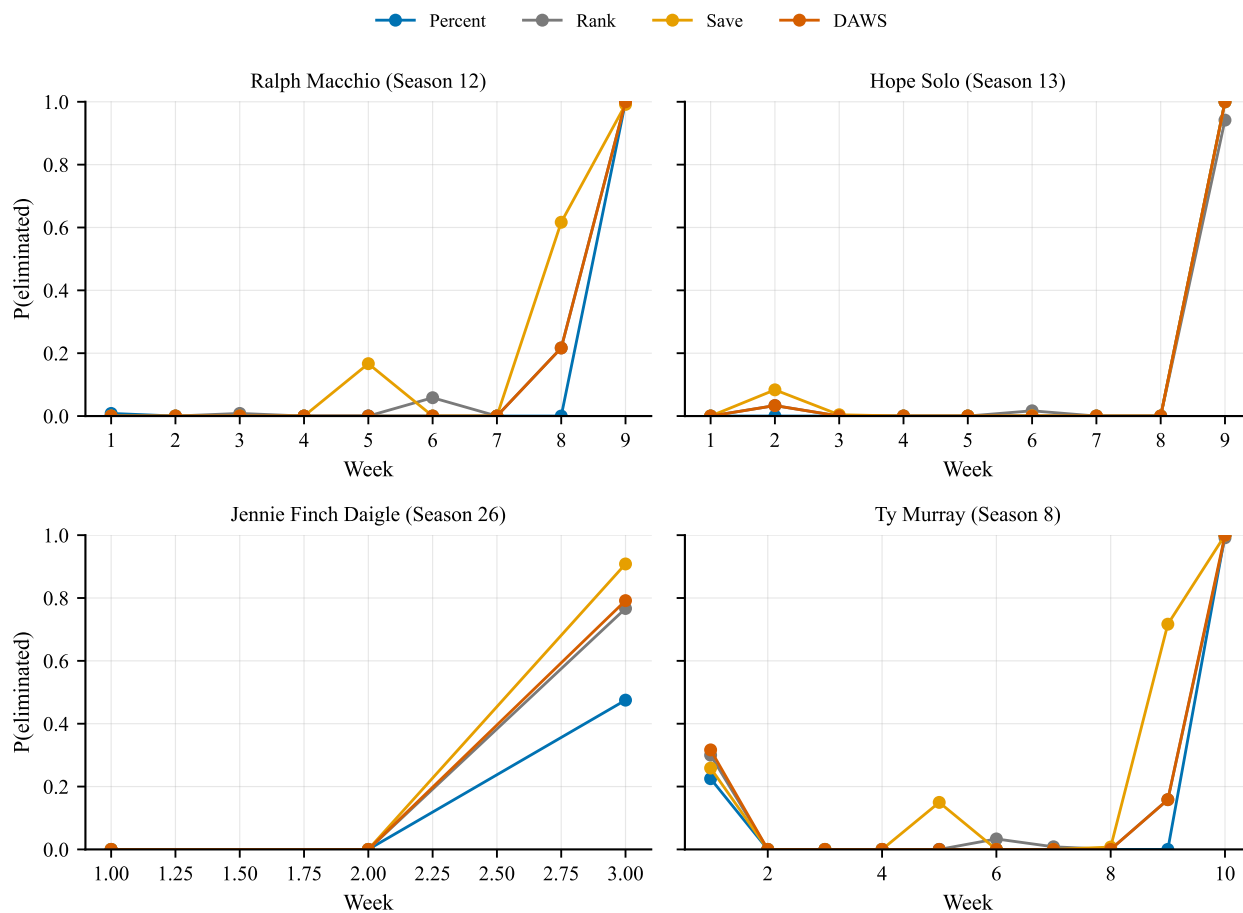 Percent Rank Save DAWS
Ralph Macchio (Season 12)
1.0
0.8
0.6
0.4
0.2
0.0
P(eliminated)
1 2 3 4 5 6 7 8 9
Week
Hope Solo (Season 13)
1 2 3 4 5 6 7 8 9
Week
Jennie Finch Daigle (Season 26)
1.0
0.8
0.6
0.4
0.2
0.0
P(eliminated)
1.00 1.25 1.50 1.75 2.00 2.25 2.50 2.75 3.00
Week
Ty Murray (Season 8)
2 4 6 8 10
Week